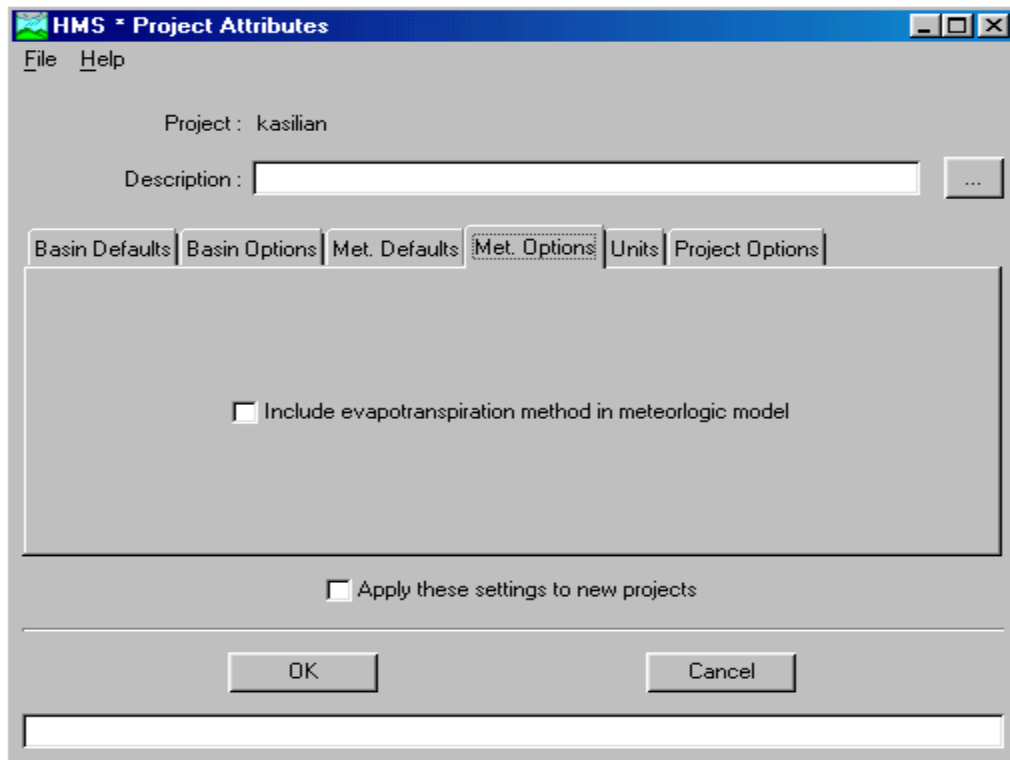 HMS * Project Attributes
File Help
Project : kasilian
Description :
...
Basin Defaults Basin Options Met. Defaults Met. Options Units Project Options
Include evapotranspiration method in meteorlogic model
Apply these settings to new projects
OK Cancel